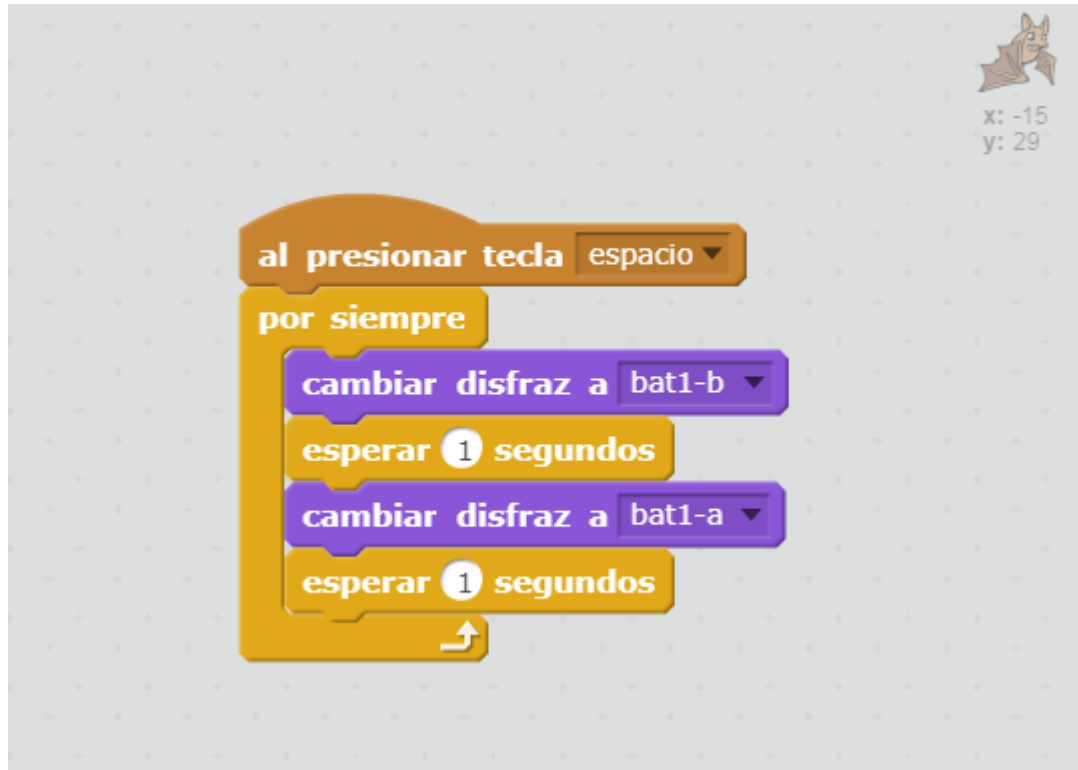 x: -15
y: 29
al presionar tecla espacio
por siempre
cambiar disfraz a bat1-b
esperar 1 segundos
cambiar disfraz a bat1-a
esperar 1 segundos